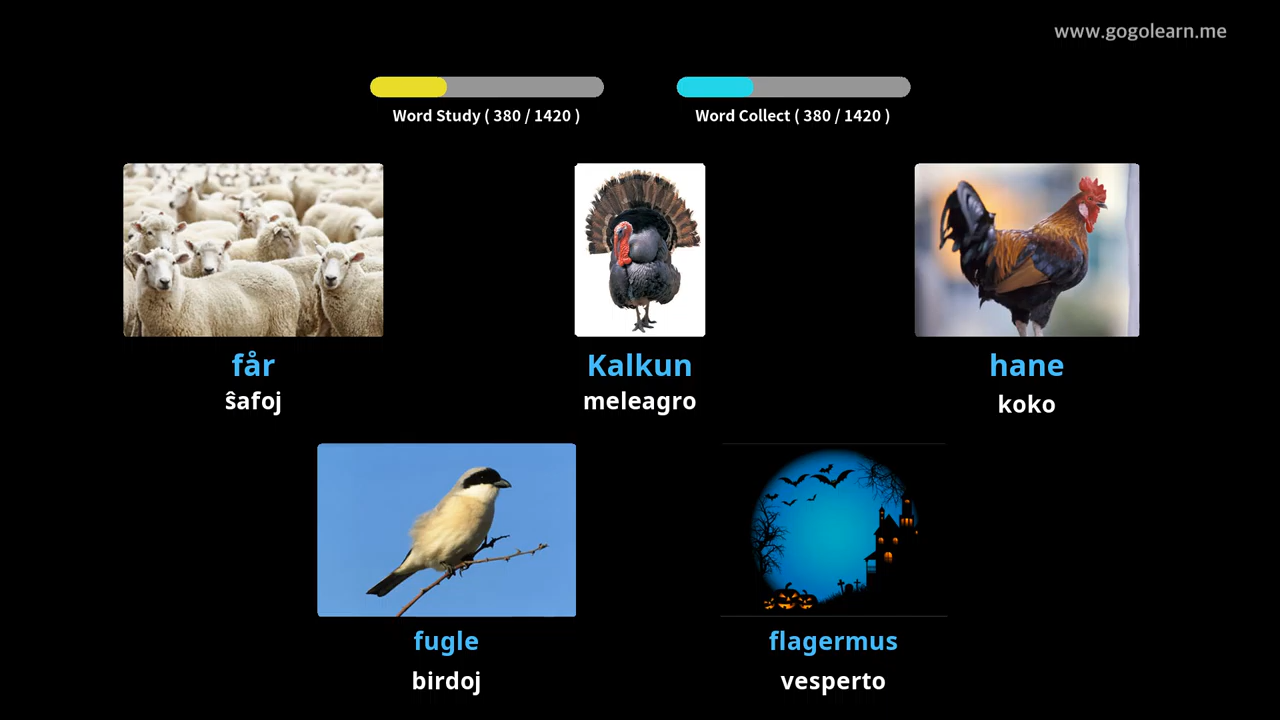 www.gogolearn.me
Word Study ( 380 / 1420 )
Word Collect ( 380 / 1420 )
får
ŝafoj
Kalkun
meleagro
hane
koko
fugle
birdoj
flagermus
vesperto